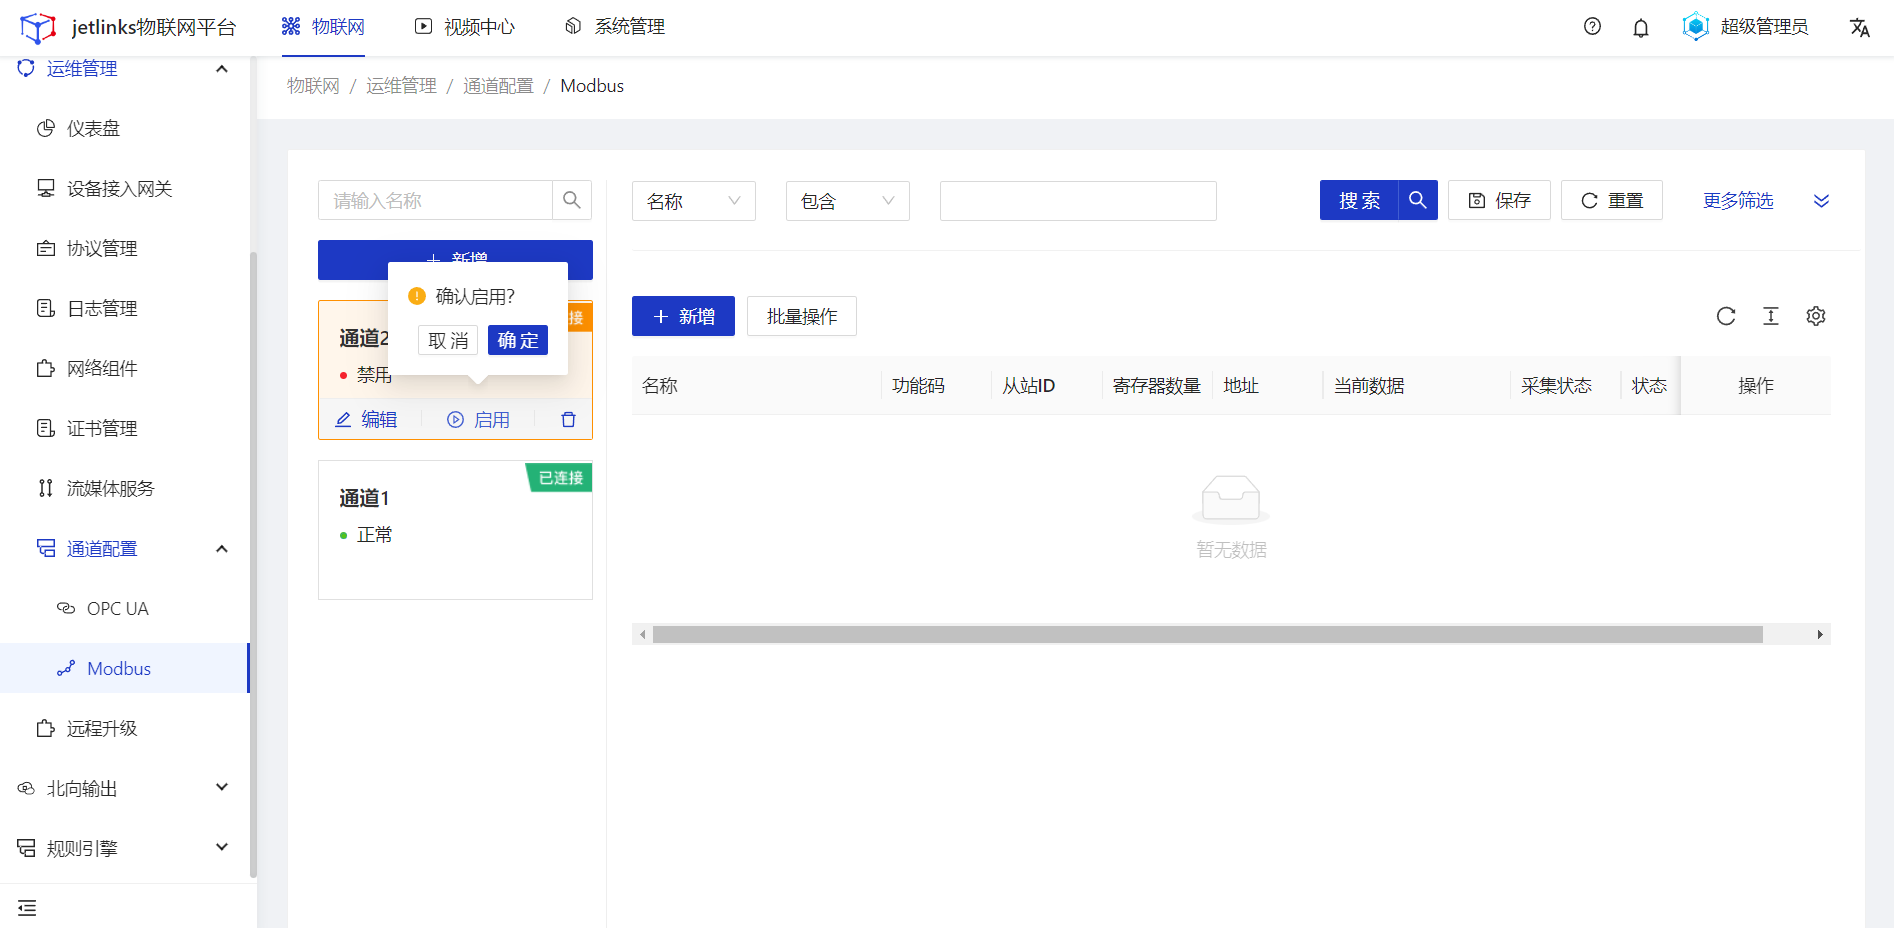 jetlinks物联网平台
物联网
视频中心
系统管理
超级管理员
运维管理
仪表盘
设备接入网关
协议管理
日志管理
网络组件
证书管理
流媒体服务
通道配置
OPC UA
Modbus
远程升级
北向输出
规则引擎
物联网 / 运维管理 / 通道配置 / Modbus
请输入名称
新增
确认启用?
取 消
确 定
接
通道2
禁用
编辑
启用
已连接
通道1
正常
名称
包含
搜 索
保存
重置
更多筛选
新增
批量操作
名称 功能码 从站ID 寄存器数量 地址 当前数据 采集状态 状态 操作
暂无数据